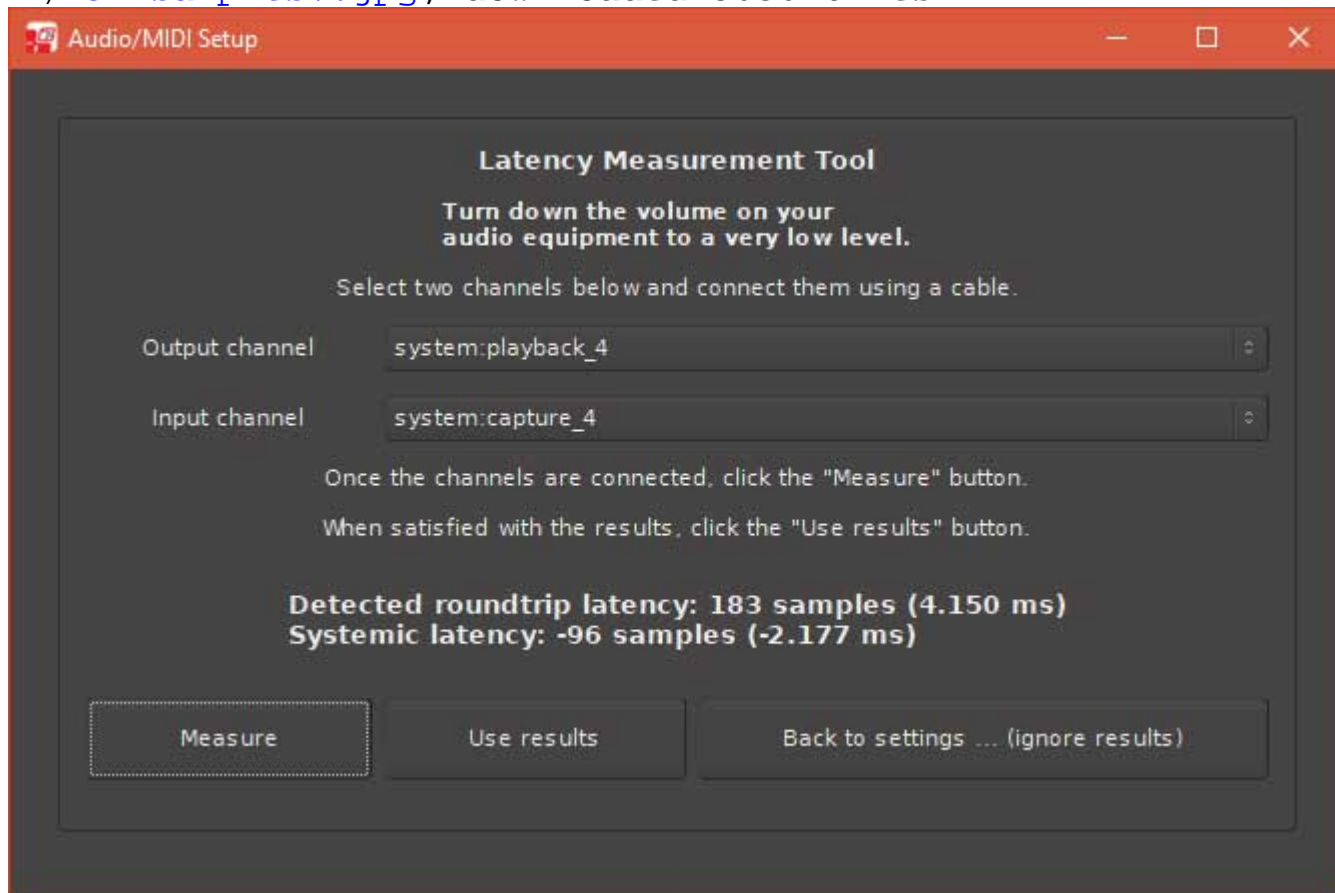 Audio/MIDI Setup
Latency Measurement Tool
Turn down the volume on your
audio equipment to a very low level.
Select two channels below and connect them using a cable.
Output channel system:playback_4
Input channel system:capture_4
Once the channels are connected, click the "Measure" button.
When satisfied with the results, click the "Use results" button.
Detected roundtrip latency: 183 samples (4.150 ms)
Systemic latency: -96 samples (-2.177 ms)
Measure Use results Back to settings ... (ignore results)